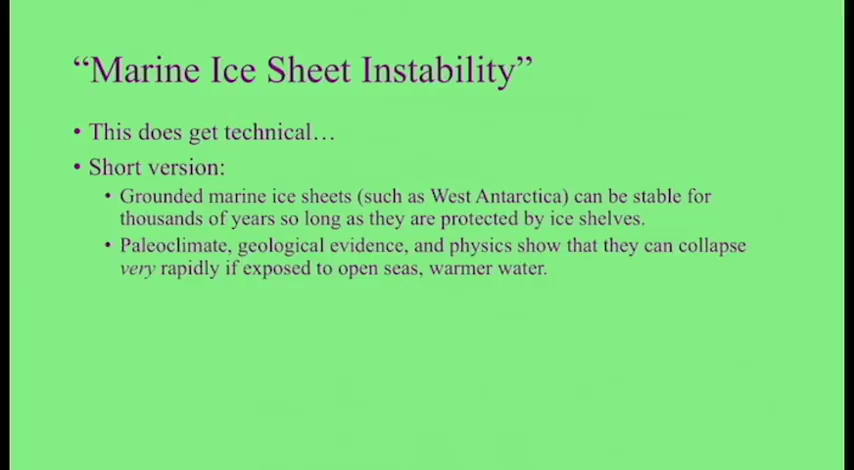 “Marine Ice Sheet Instability”
• This does get technical…
• Short version:
• Grounded marine ice sheets (such as West Antarctica) can be stable for
thousands of years so long as they are protected by ice shelves.
• Paleoclimate, geological evidence, and physics show that they can collapse
very rapidly if exposed to open seas, warmer water.